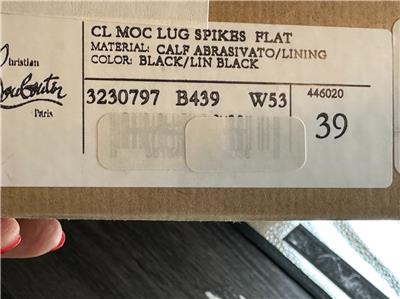 CL MOC LUG SPIKES FLAT
MATERIAL: CALF ABRASIVATO/LINING
COLOR: BLACK/LIN BLACK
Christian
Louboutin
Paris
3230797 B439 W53
446020
39